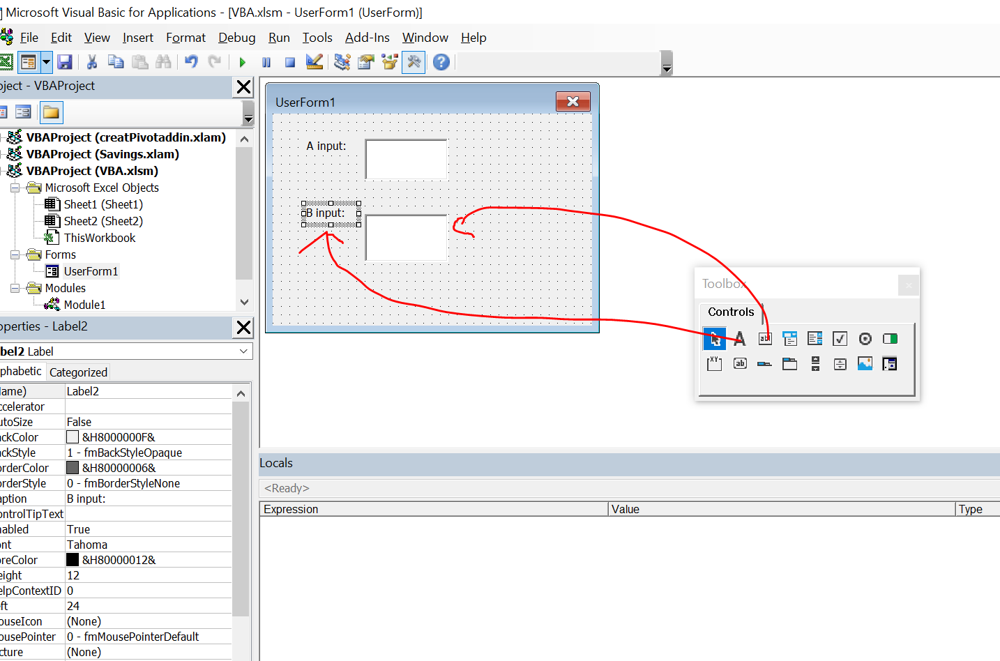 Microsoft Visual Basic for Applications - [VBA.xlsm - UserForm1 (UserForm)]
File Edit View Insert Format Debug Run Tools Add-Ins Window Help
oject - VBAProject
VBAProject (creatPivotaddin.xlam)
VBAProject (Savings.xlam)
VBAProject (VBA.xlsm)
Microsoft Excel Objects
Sheet1 (Sheet1)
Sheet2 (Sheet2)
ThisWorkbook
Forms
UserForm1
Modules
Module1
operties - Label2
bel2 Label
phabetic Categorized
ame) Label2
ccelerator
utoSize False
ackColor &H8000000F&
ackStyle 1 - fmBackStyleOpaque
orderColor &H80000006&
orderStyle 0 - fmBorderStyleNone
aption B input:
ontrolTipText
nabled True
ont Tahoma
oreColor &H80000012&
eight 12
elpContextID 0
eft 24
ouseIcon (None)
ousePointer 0 - fmMousePointerDefault
icture (None)
UserForm1
A input:
B input:
Toolbox
Controls
Locals
<Ready>
Expression Value Type